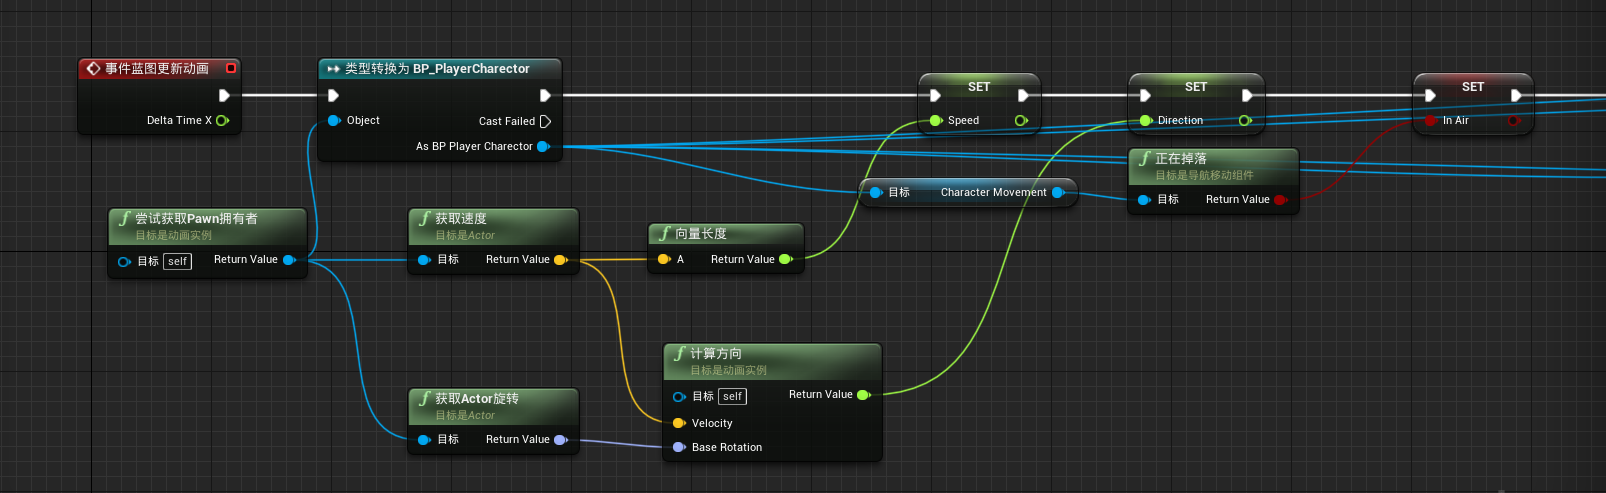 事件蓝图更新动画
Delta Time X
类型转换为 BP_PlayerCharector
Object
Cast Failed
As BP Player Charector
SET
Speed
SET
Direction
SET
In Air
正在掉落
目标是导航移动组件
目标
Return Value
目标
Character Movement
尝试获取Pawn拥有者
目标是动画实例
目标
self
Return Value
获取速度
目标是Actor
目标
Return Value
向量长度
A
Return Value
计算方向
目标是动画实例
目标
self
Return Value
Velocity
Base Rotation
获取Actor旋转
目标是Actor
目标
Return Value